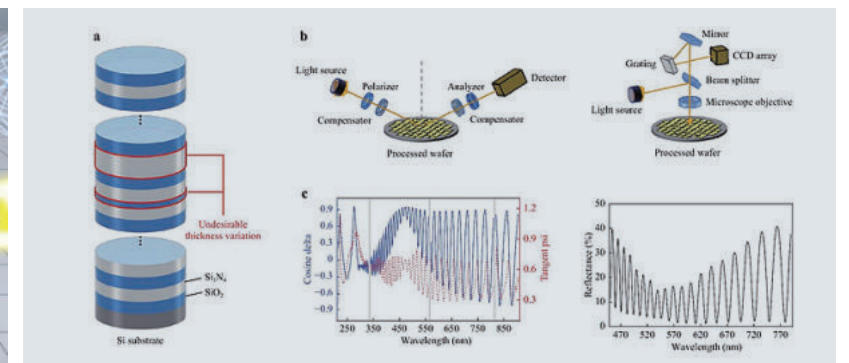 a
Undesirable
thickness variation
Si₃N₄
SiO₂
Si substrate
b
Light source
Polarizer
Compensator
Analyzer
Compensator
Detector
Processed wafer
Mirror
Grating
CCD array
Beam splitter
Light source
Microscope objective
Processed wafer
c
Cosine delta
0.9
0.6
0.3
0
−0.3
−0.6
−0.9
1.2
0.9
0.6
0.3
Tangent psi
250 350 450 550 650 750 850
Wavelength (nm)
Reflectance (%)
50
40
30
20
10
0
470 520 570 620 670 720 770
Wavelength (nm)